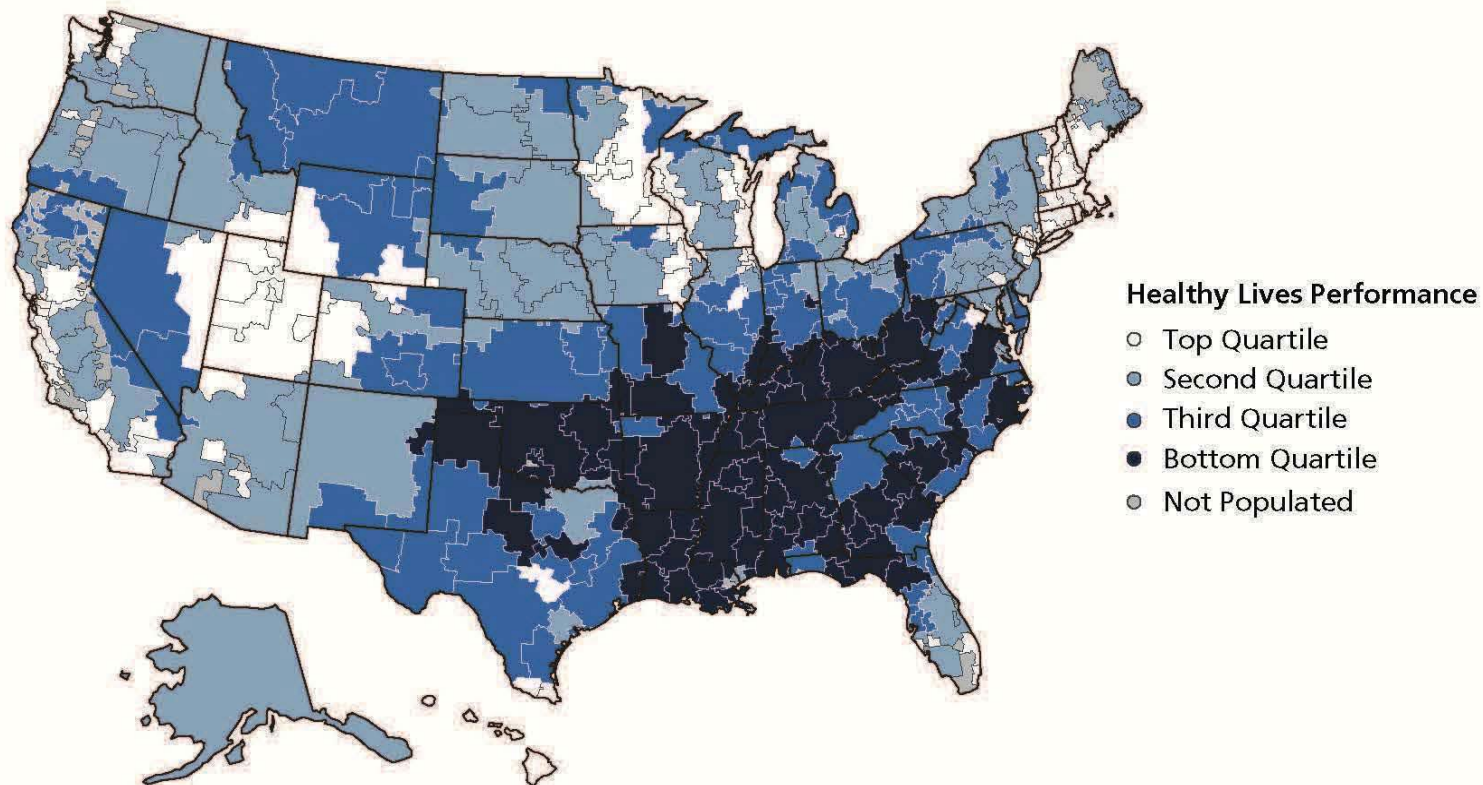 Healthy Lives Performance
Top Quartile
Second Quartile
Third Quartile
Bottom Quartile
Not Populated